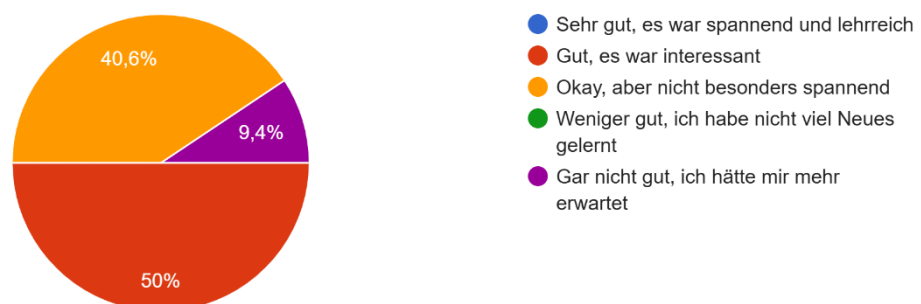 40,6%
9,4%
50%
Sehr gut, es war spannend und lehrreich
Gut, es war interessant
Okay, aber nicht besonders spannend
Weniger gut, ich habe nicht viel Neues
gelernt
Gar nicht gut, ich hätte mir mehr
erwartet